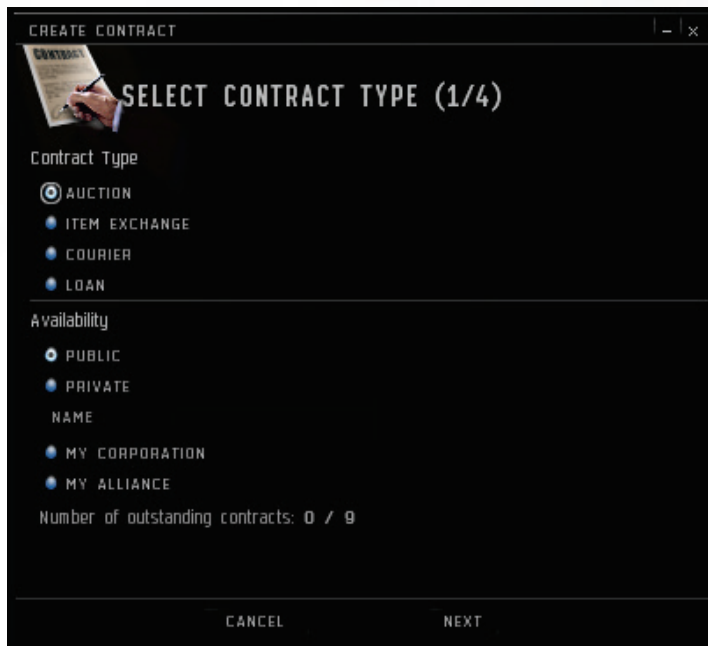 CREATE CONTRACT
CONTRACT
SELECT CONTRACT TYPE (1/4)
Contract Type
AUCTION
ITEM EXCHANGE
COURIER
LOAN
Availability
PUBLIC
PRIVATE
NAME
MY CORPORATION
MY ALLIANCE
Number of outstanding contracts: 0 / 9
CANCEL NEXT